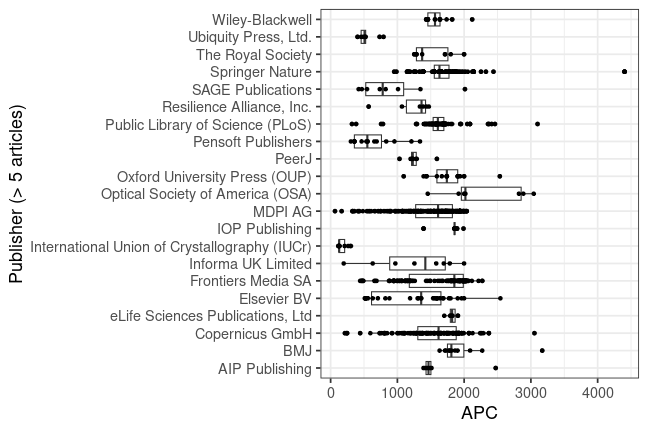 Publisher (> 5 articles)
Wiley-Blackwell
Ubiquity Press, Ltd.
The Royal Society
Springer Nature
SAGE Publications
Resilience Alliance, Inc.
Public Library of Science (PLoS)
Pensoft Publishers
PeerJ
Oxford University Press (OUP)
Optical Society of America (OSA)
MDPI AG
IOP Publishing
International Union of Crystallography (IUCr)
Informa UK Limited
Frontiers Media SA
Elsevier BV
eLife Sciences Publications, Ltd
Copernicus GmbH
BMJ
AIP Publishing
0 1000 2000 3000 4000
APC